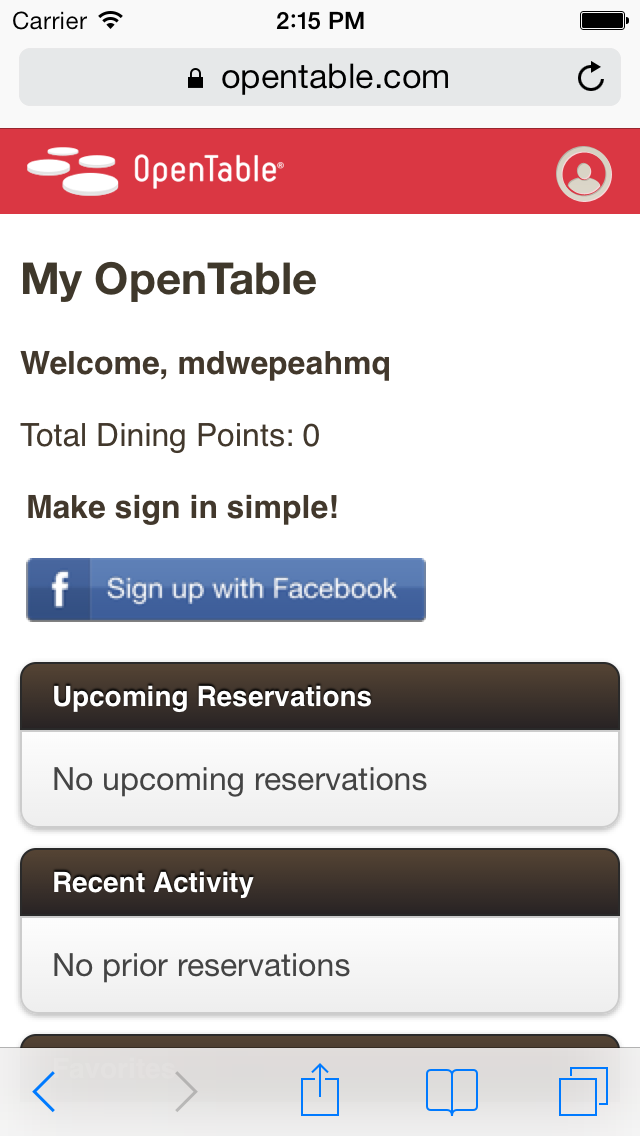 Carrier 2:15 PM
opentable.com
OpenTable®
My OpenTable
Welcome, mdwepeahmq
Total Dining Points: 0
Make sign in simple!
f Sign up with Facebook
Upcoming Reservations
No upcoming reservations
Recent Activity
No prior reservations
Favorites